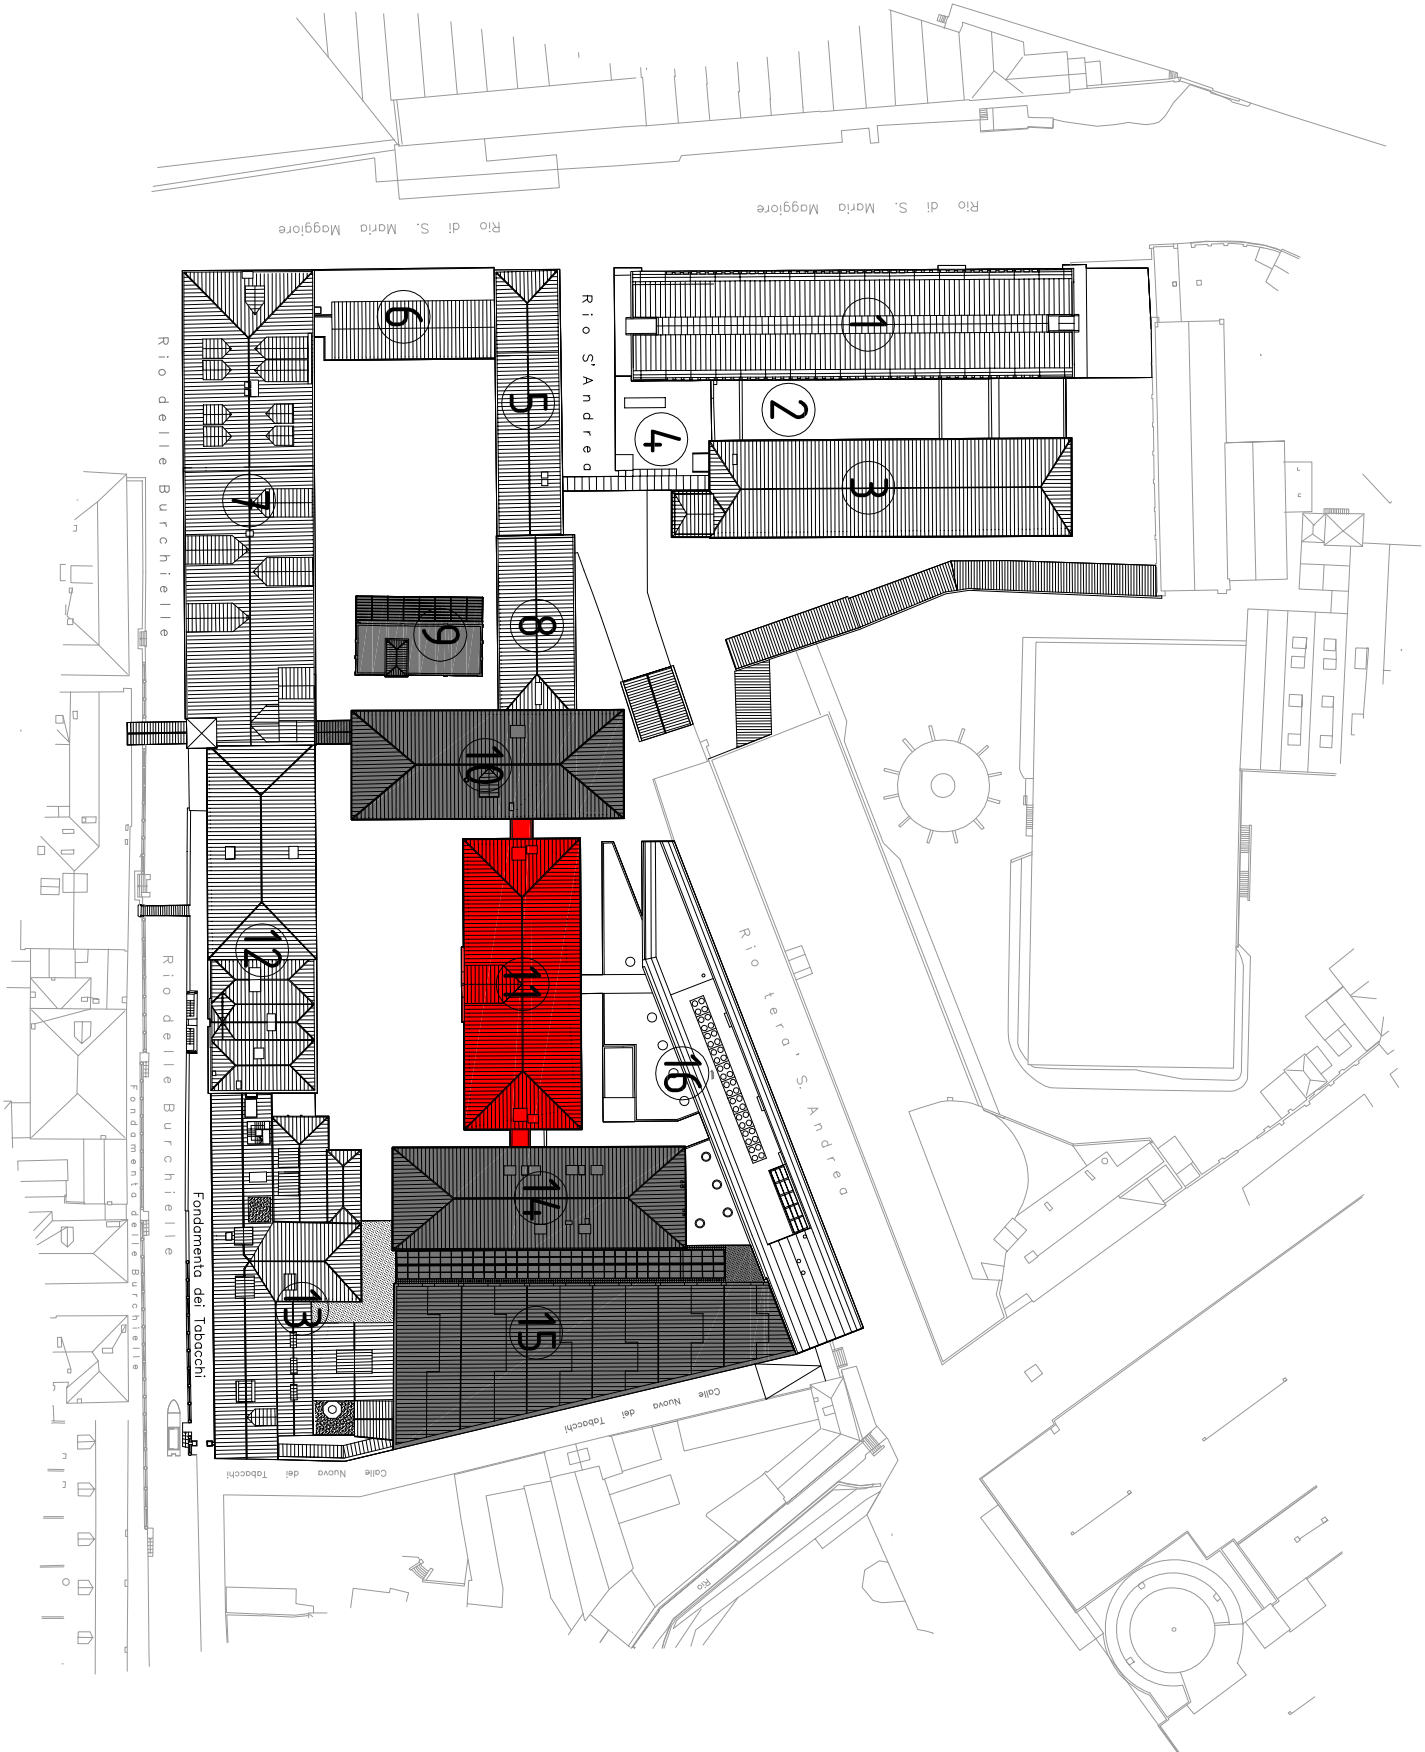 Rio di S. Maria Maggiore
Rio di S. Maria Maggiore
Rio S'Andrea
Rio delle Burchielle
1
2
3
4
5
6
7
8
9
10
11
12
13
14
15
16
Rio tera' S. Andrea
Rio delle Burchielle
Fondamenta delle Burchielle
Fondamenta dei Tabacchi
Calle Nuova dei Tabacchi
Calle Nuova dei Tabacchi
Rio